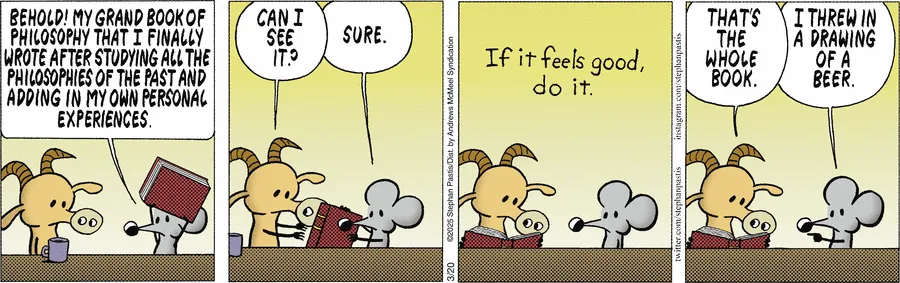 BEHOLD! MY GRAND BOOK OF
PHILOSOPHY THAT I FINALLY
WROTE AFTER STUDYING ALL THE
PHILOSOPHIES OF THE PAST AND
ADDING IN MY OWN PERSONAL
EXPERIENCES.
CAN I
SEE
IT?
SURE.
©2025 Stephan Pastis/Dist. by Andrews McMeel Syndication
3/20
If it feels good,
do it.
twitter.com/stephanpastis
instagram.com/stephanpastis
THAT'S
THE
WHOLE
BOOK.
I THREW IN
A DRAWING
OF A
BEER.